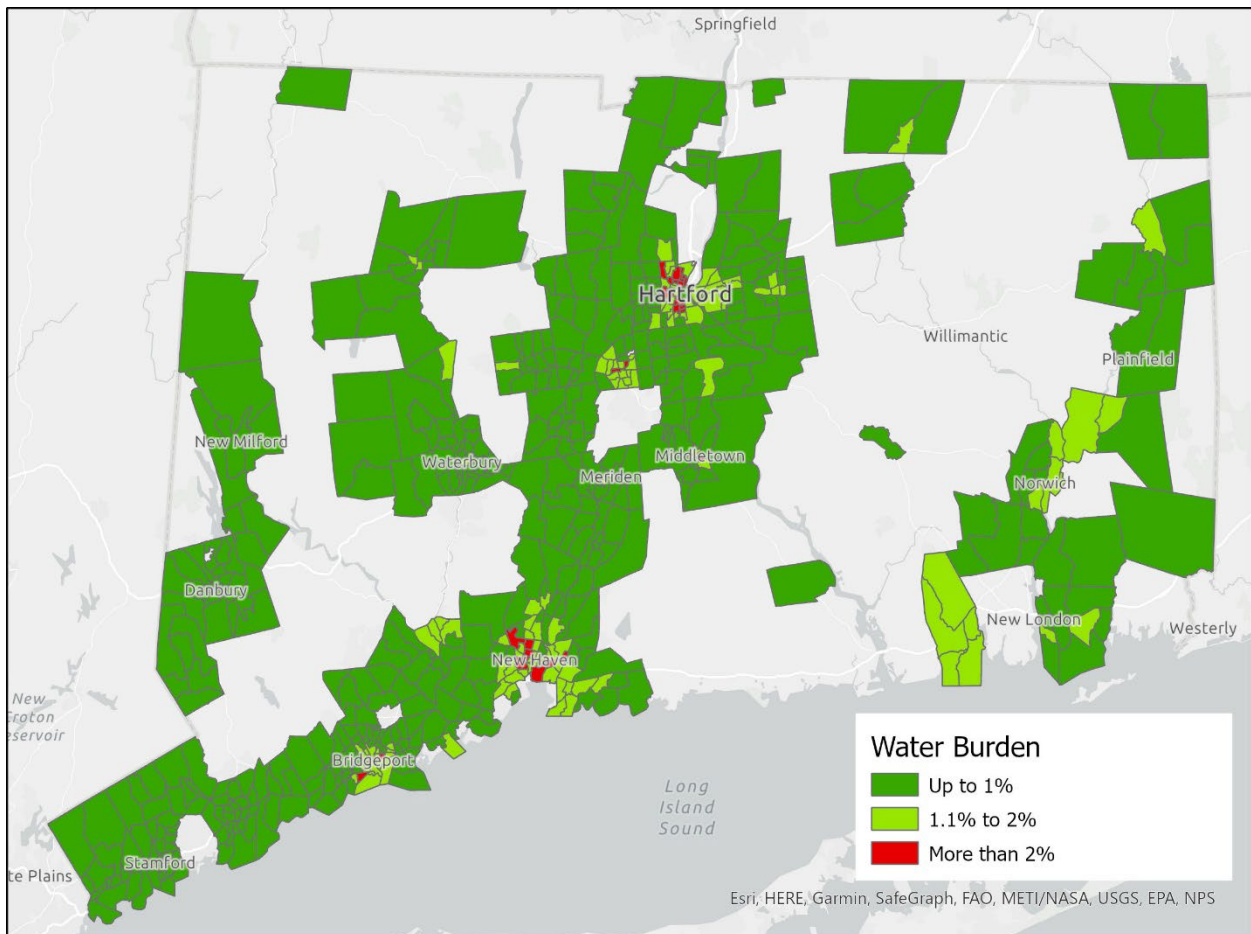 Springfield
Hartford
Willimantic
Plainfield
New Milford
Waterbury
Meriden
Middletown
Norwich
Danbury
New London
Westerly
New Haven
New
Croton
eservoir
Bridgeport
Long
Island
Sound
Stamford
te Plains
Water Burden
Up to 1%
1.1% to 2%
More than 2%
Esri, HERE, Garmin, SafeGraph, FAO, METI/NASA, USGS, EPA, NPS